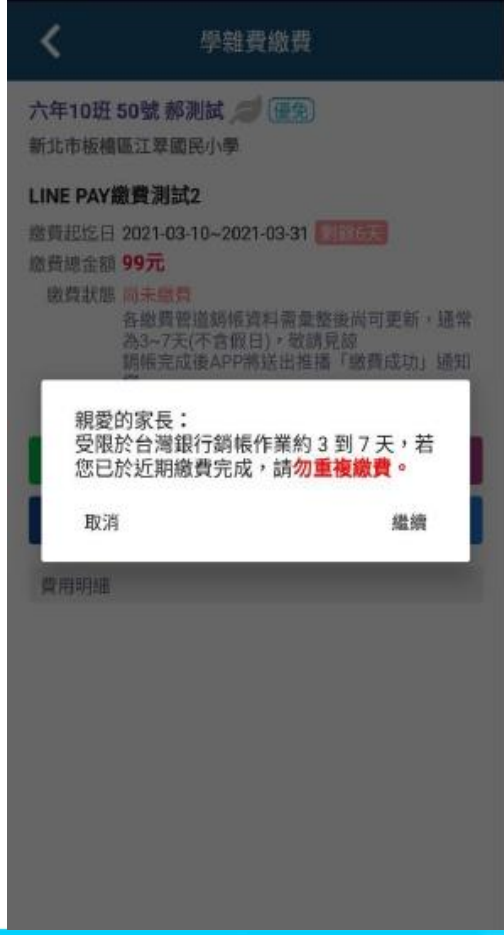 學雜費繳費
六年10班 50號 郝測試 優免
新北市板橋區江翠國民小學
LINE PAY繳費測試2
繳費起迄日 2021-03-10~2021-03-31 剩餘6天
繳費總金額 99元
繳費狀態 尚未繳費
各繳費管道銷帳資料需彙整後尚可更新，通常
為3~7天(不含假日)，敬請見諒
銷帳完成後APP將送出推播「繳費成功」通知
親愛的家長：
受限於台灣銀行銷帳作業約 3 到 7 天，若
您已於近期繳費完成，請勿重複繳費。
取消 繼續
費用明細